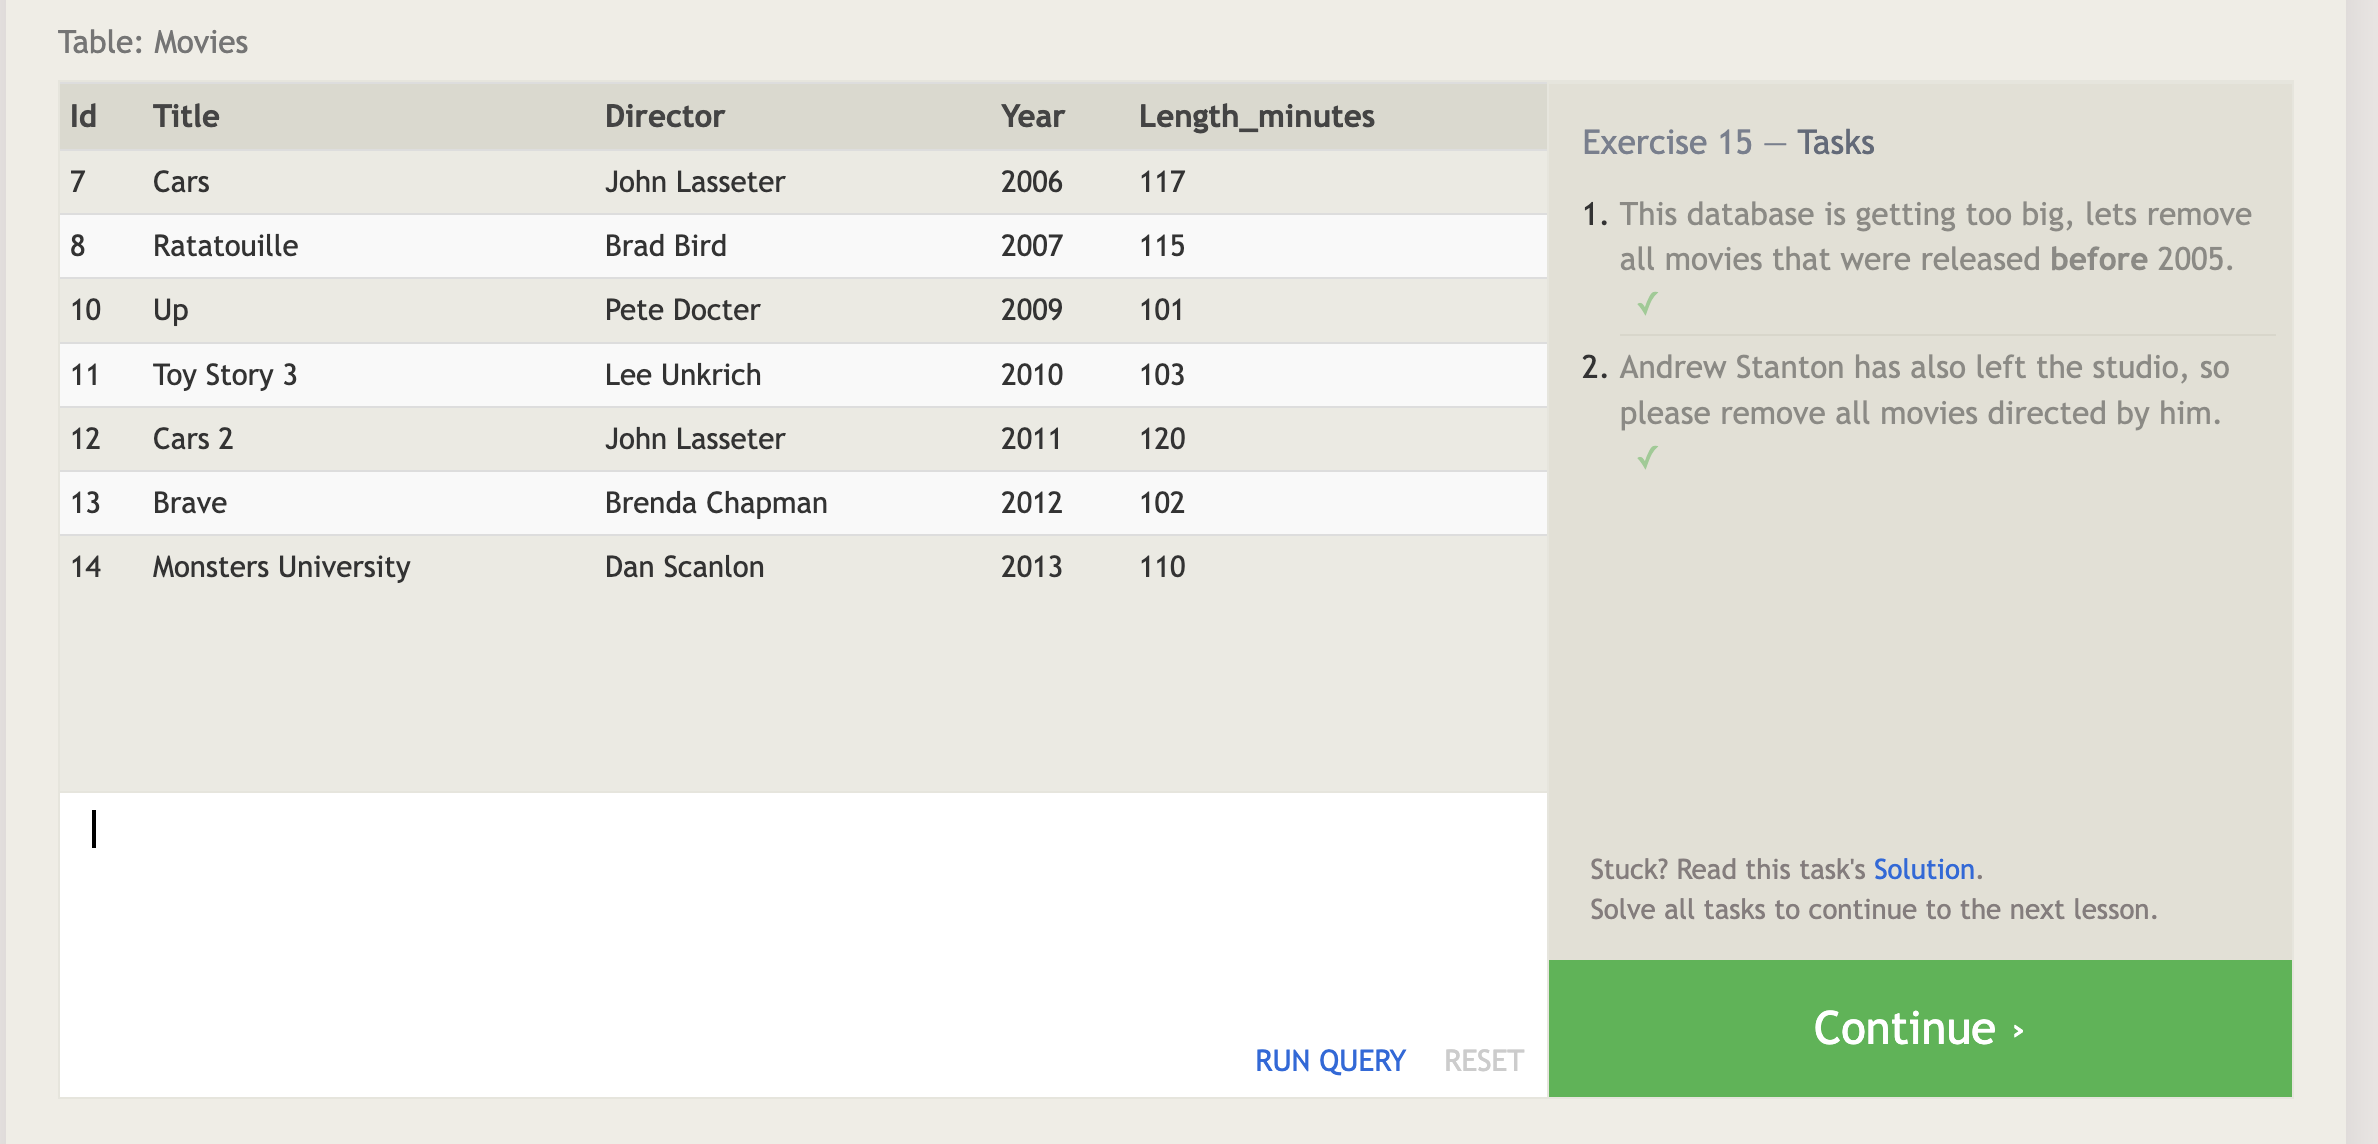 Table: Movies
Id Title Director Year Length_minutes
7 Cars John Lasseter 2006 117
8 Ratatouille Brad Bird 2007 115
10 Up Pete Docter 2009 101
11 Toy Story 3 Lee Unkrich 2010 103
12 Cars 2 John Lasseter 2011 120
13 Brave Brenda Chapman 2012 102
14 Monsters University Dan Scanlon 2013 110
RUN QUERY RESET
Exercise 15 — Tasks
1. This database is getting too big, lets remove
all movies that were released before 2005.
✓
2. Andrew Stanton has also left the studio, so
please remove all movies directed by him.
✓
Stuck? Read this task's Solution.
Solve all tasks to continue to the next lesson.
Continue ›